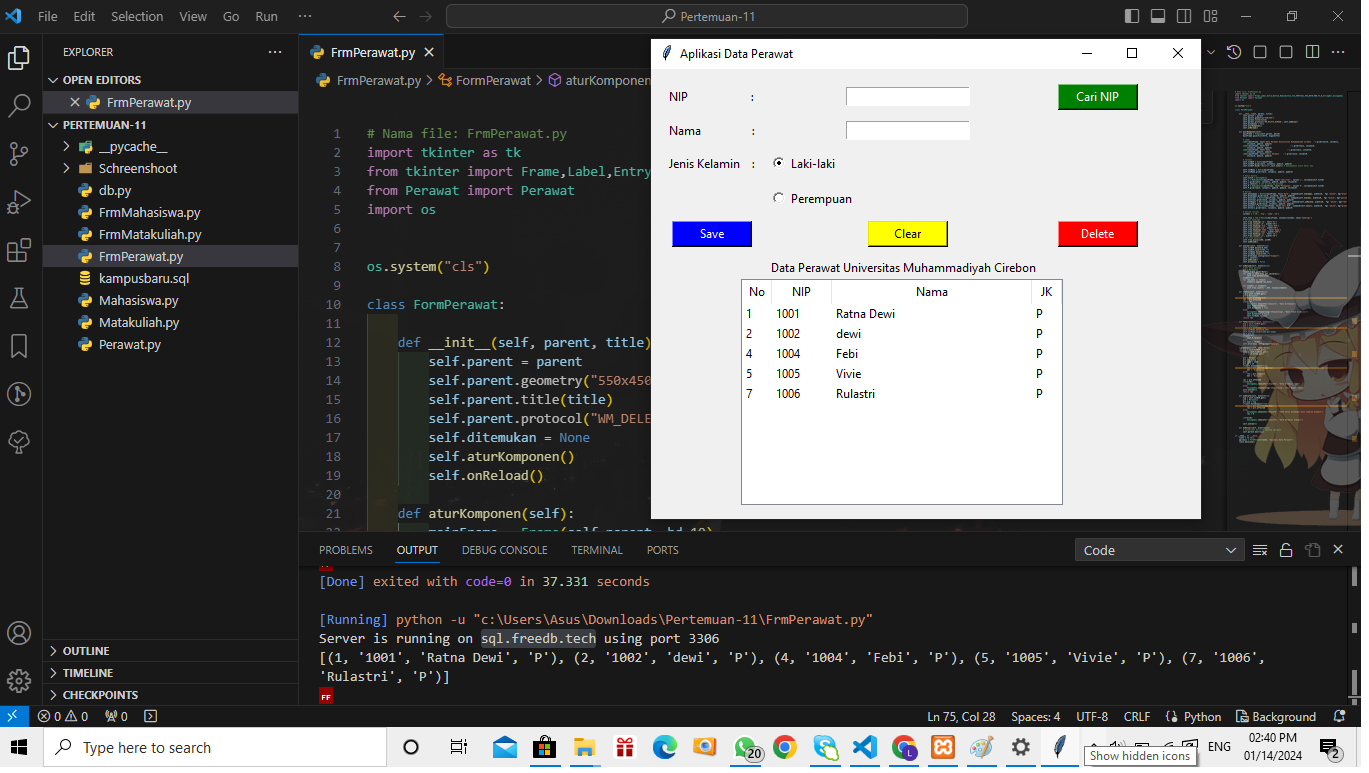 File Edit Selection View Go Run ··· Pertemuan-11
EXPLORER ···
OPEN EDITORS
FrmPerawat.py
PERTEMUAN-11
__pycache__
Schreenshoot
db.py
FrmMahasiswa.py
FrmMatakuliah.py
FrmPerawat.py
kampusbaru.sql
Mahasiswa.py
Matakuliah.py
Perawat.py
OUTLINE
TIMELINE
CHECKPOINTS
FrmPerawat.py
FrmPerawat.py > FormPerawat > aturKomponen
1 # Nama file: FrmPerawat.py
2 import tkinter as tk
3 from tkinter import Frame,Label,Entry
4 from Perawat import Perawat
5 import os
6
7
8 os.system("cls")
9
10 class FormPerawat:
11
12 def __init__(self, parent, title)
13 self.parent = parent
14 self.parent.geometry("550x450
15 self.parent.title(title)
16 self.parent.protocol("WM_DELE
17 self.ditemukan = None
18 self.aturKomponen()
19 self.onReload()
20
21 def aturKomponen(self):
Aplikasi Data Perawat
NIP : Cari NIP
Nama :
Jenis Kelamin : Laki-laki
Perempuan
Save Clear Delete
Data Perawat Universitas Muhammadiyah Cirebon
No NIP Nama JK
1 1001 Ratna Dewi P
2 1002 dewi P
4 1004 Febi P
5 1005 Vivie P
7 1006 Rulastri P
PROBLEMS OUTPUT DEBUG CONSOLE TERMINAL PORTS Code
[Done] exited with code=0 in 37.331 seconds
[Running] python -u "c:\Users\Asus\Downloads\Pertemuan-11\FrmPerawat.py"
Server is running on sql.freedb.tech using port 3306
[(1, '1001', 'Ratna Dewi', 'P'), (2, '1002', 'dewi', 'P'), (4, '1004', 'Febi', 'P'), (5, '1005', 'Vivie', 'P'), (7, '1006',
'Rulastri', 'P')]
FF
0 0 0 Ln 75, Col 28 Spaces: 4 UTF-8 CRLF Python Background
Type here to search 20 L ENG 02:40 PM
01/14/2024 2
Show hidden icons